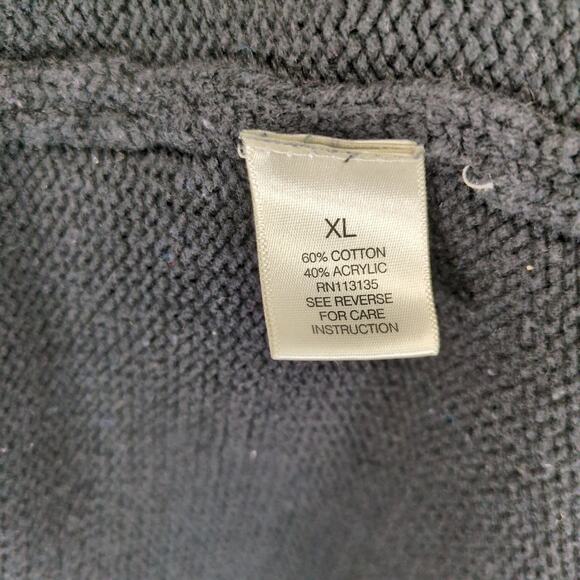 XL
60% COTTON
40% ACRYLIC
RN113135
SEE REVERSE
FOR CARE
INSTRUCTION